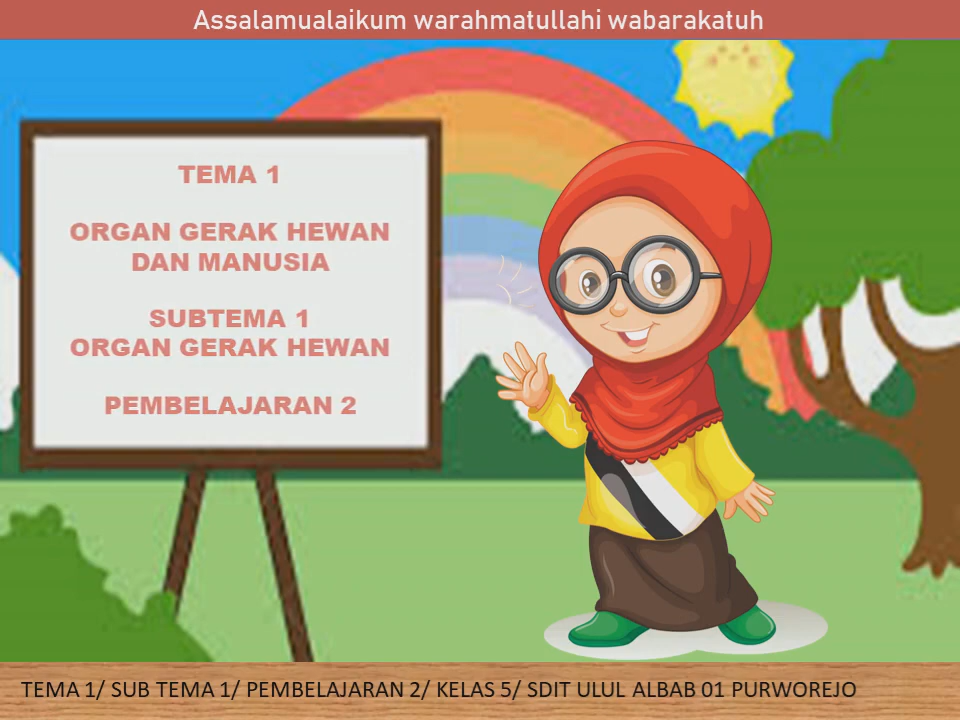 Assalamualaikum warahmatullahi wabarakatuh
TEMA 1
ORGAN GERAK HEWAN
DAN MANUSIA
SUBTEMA 1
ORGAN GERAK HEWAN
PEMBELAJARAN 2
TEMA 1/ SUB TEMA 1/ PEMBELAJARAN 2/ KELAS 5/ SDIT ULUL ALBAB 01 PURWOREJO